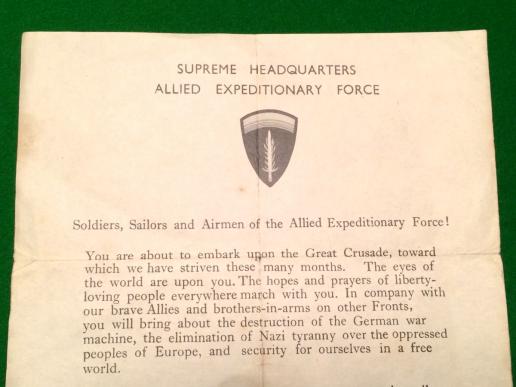 SUPREME HEADQUARTERS
ALLIED EXPEDITIONARY FORCE
Soldiers, Sailors and Airmen of the Allied Expeditionary Force!
You are about to embark upon the Great Crusade, toward
which we have striven these many months. The eyes of
the world are upon you. The hopes and prayers of liberty-
loving people everywhere march with you. In company with
our brave Allies and brothers-in-arms on other Fronts,
you will bring about the destruction of the German war
machine, the elimination of Nazi tyranny over the oppressed
peoples of Europe, and security for ourselves in a free
world.